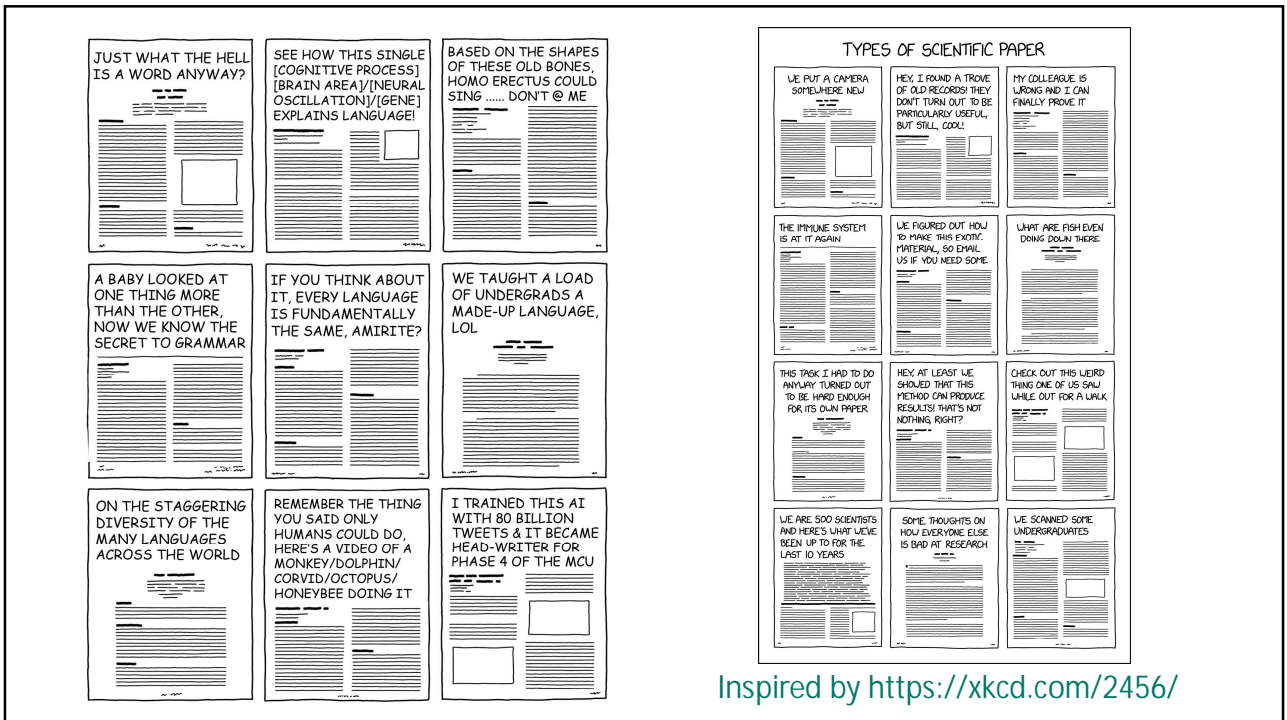 JUST WHAT THE HELL
IS A WORD ANYWAY?
SEE HOW THIS SINGLE
[COGNITIVE PROCESS]
[BRAIN AREA]/[NEURAL
OSCILLATION]/[GENE]
EXPLAINS LANGUAGE!
BASED ON THE SHAPES
OF THESE OLD BONES,
HOMO ERECTUS COULD
SING ...... DON'T @ ME
A BABY LOOKED AT
ONE THING MORE
THAN THE OTHER,
NOW WE KNOW THE
SECRET TO GRAMMAR
IF YOU THINK ABOUT
IT, EVERY LANGUAGE
IS FUNDAMENTALLY
THE SAME, AMIRITE?
WE TAUGHT A LOAD
OF UNDERGRADS A
MADE-UP LANGUAGE,
LOL
ON THE STAGGERING
DIVERSITY OF THE
MANY LANGUAGES
ACROSS THE WORLD
REMEMBER THE THING
YOU SAID ONLY
HUMANS COULD DO,
HERE'S A VIDEO OF A
MONKEY/DOLPHIN/
CORVID/OCTOPUS/
HONEYBEE DOING IT
I TRAINED THIS AI
WITH 80 BILLION
TWEETS & IT BECAME
HEAD-WRITER FOR
PHASE 4 OF THE MCU
TYPES OF SCIENTIFIC PAPER
WE PUT A CAMERA
SOMEWHERE NEW
HEY, I FOUND A TROVE
OF OLD RECORDS! THEY
DON'T TURN OUT TO BE
PARTICULARLY USEFUL,
BUT STILL, COOL!
MY COLLEAGUE IS
WRONG AND I CAN
FINALLY PROVE IT
THE IMMUNE SYSTEM
IS AT IT AGAIN
WE FIGURED OUT HOW
TO MAKE THIS EXOTIC
MATERIAL, SO EMAIL
US IF YOU NEED SOME
WHAT ARE FISH EVEN
DOING DOWN THERE
THIS TASK I HAD TO DO
ANYWAY TURNED OUT
TO BE HARD ENOUGH
FOR ITS OWN PAPER
HEY, AT LEAST WE
SHOWED THAT THIS
METHOD CAN PRODUCE
RESULTS! THAT'S NOT
NOTHING, RIGHT?
CHECK OUT THIS WEIRD
THING ONE OF US SAW
WHILE OUT FOR A WALK
WE ARE 500 SCIENTISTS
AND HERE'S WHAT WE'VE
BEEN UP TO FOR THE
LAST 10 YEARS
SOME THOUGHTS ON
HOW EVERYONE ELSE
IS BAD AT RESEARCH
WE SCANNED SOME
UNDERGRADUATES
Inspired by https://xkcd.com/2456/